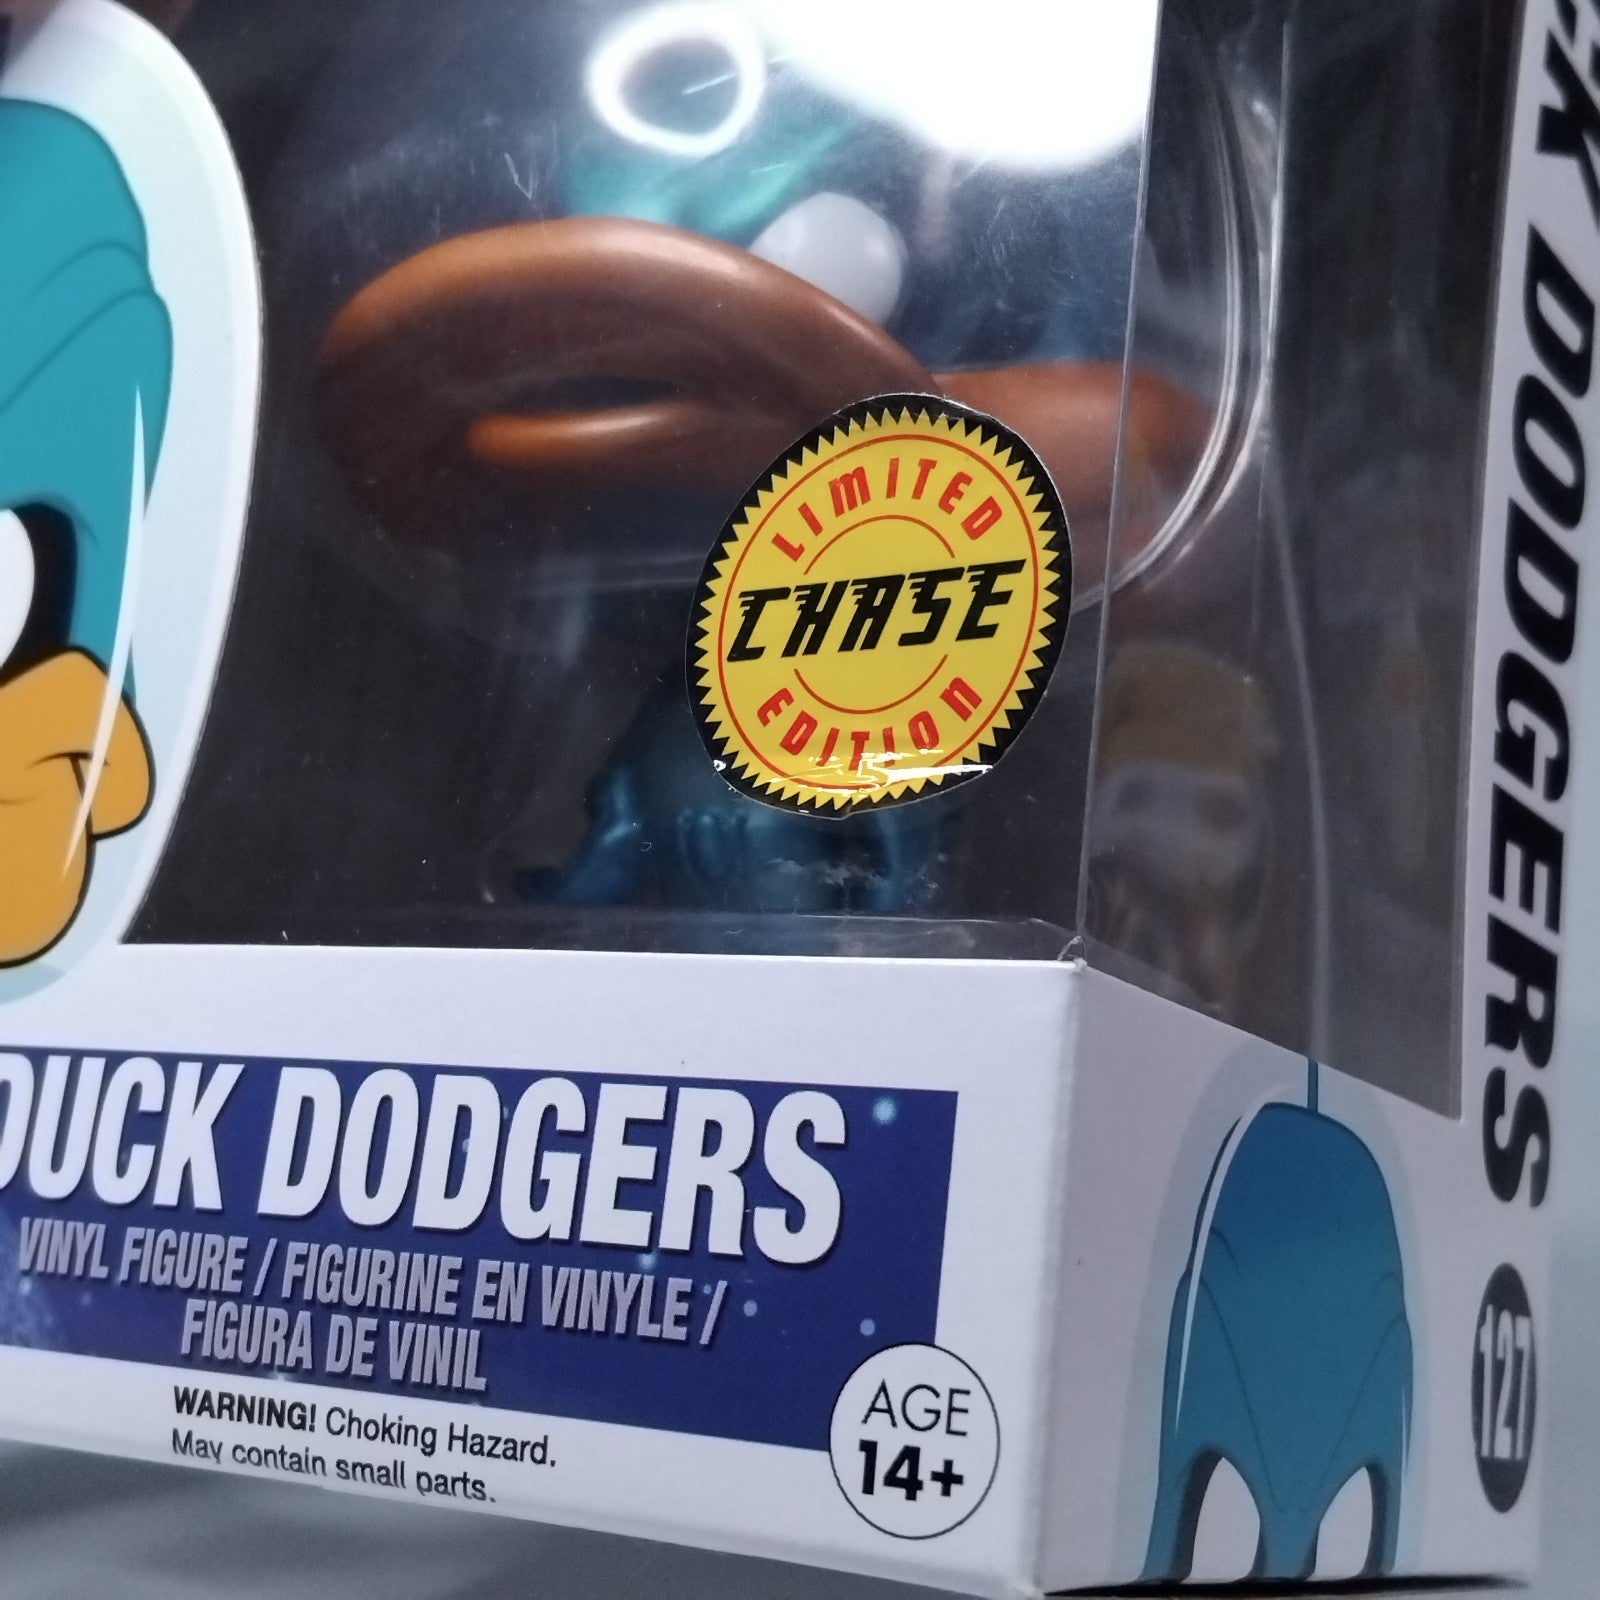 LIMITED
CHASE
EDITION
DUCK DODGERS
VINYL FIGURE / FIGURINE EN VINYLE /
FIGURA DE VINIL
WARNING! Choking Hazard.
May contain small parts.
AGE
14+
DODGERS
127